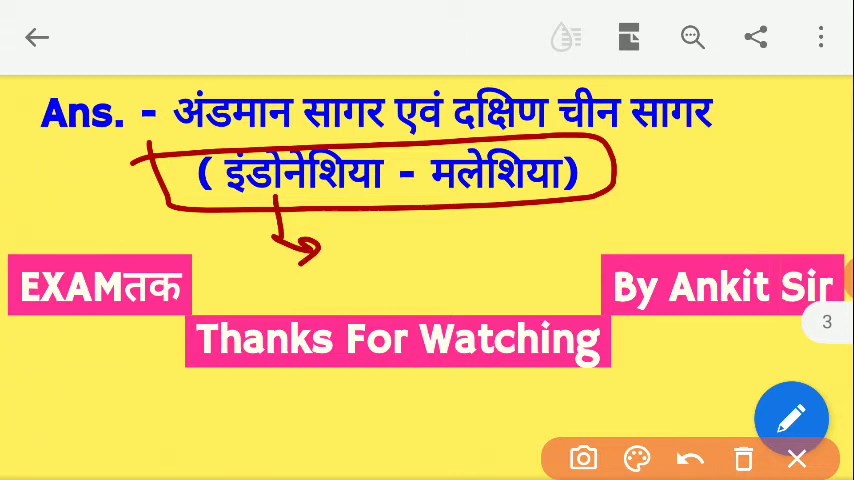 Ans. - अंडमान सागर एवं दक्षिण चीन सागर
( इंडोनेशिया - मलेशिया)
EXAMतक
By Ankit Sir
3
Thanks For Watching